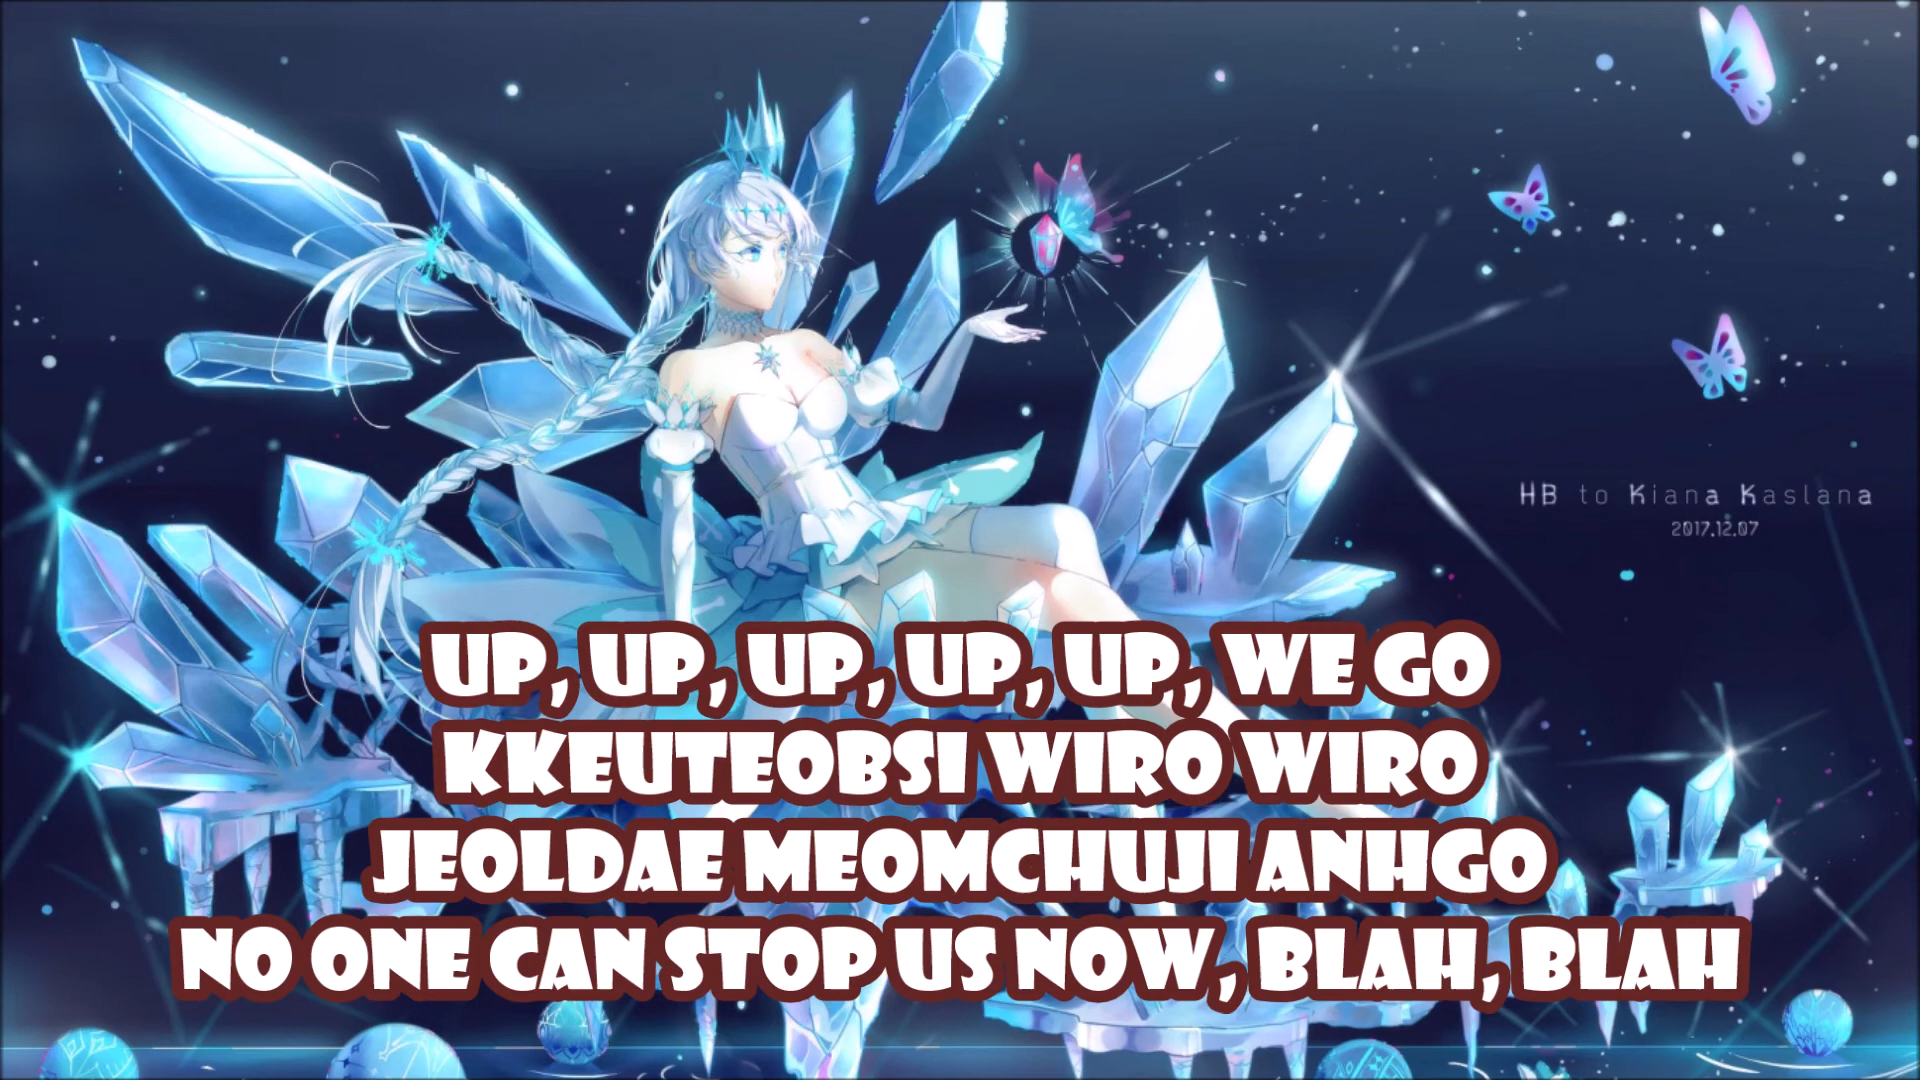 HB to Kiana Kaslana
2017.12.07
UP, UP, UP, UP, UP, WE GO
KKEUTEOBSI WIRO WIRO
JEOLDAE MEOMCHUJI ANHGO
NO ONE CAN STOP US NOW, BLAH, BLAH